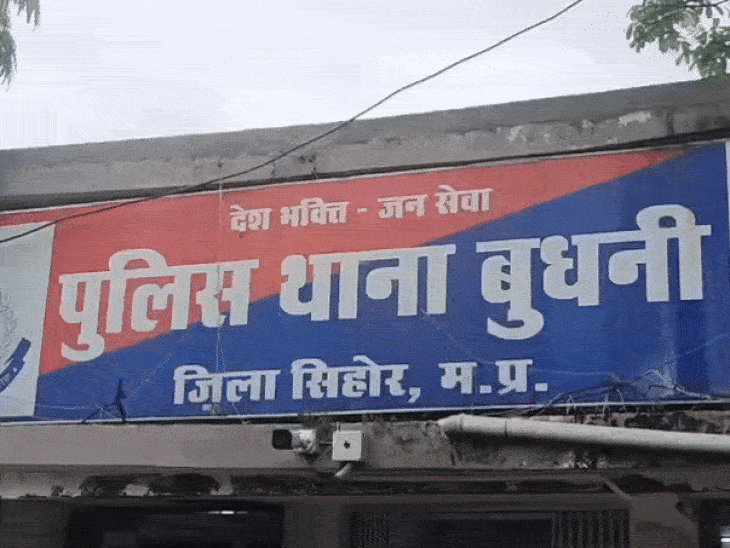 देश भक्ति - जन सेवा
पुलिस थाना बुधनी
ज़िला सिहोर, म.प्र.